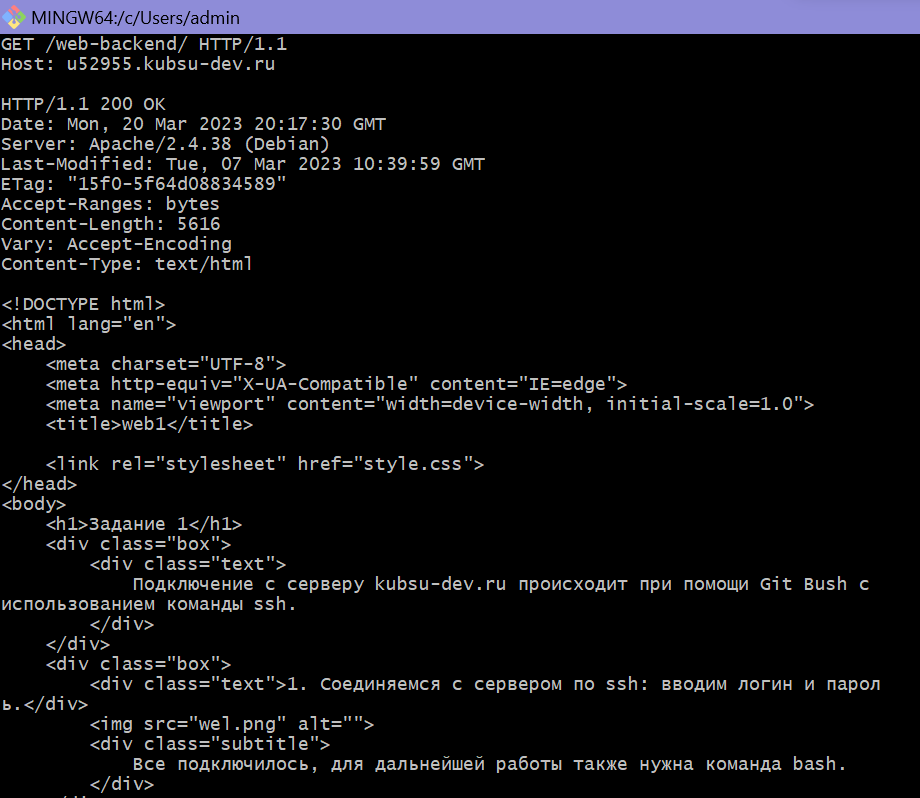 MINGW64:/c/Users/admin
GET /web-backend/ HTTP/1.1
Host: u52955.kubsu-dev.ru

HTTP/1.1 200 OK
Date: Mon, 20 Mar 2023 20:17:30 GMT
Server: Apache/2.4.38 (Debian)
Last-Modified: Tue, 07 Mar 2023 10:39:59 GMT
ETag: "15f0-5f64d08834589"
Accept-Ranges: bytes
Content-Length: 5616
Vary: Accept-Encoding
Content-Type: text/html

<!DOCTYPE html>
<html lang="en">
<head>
    <meta charset="UTF-8">
    <meta http-equiv="X-UA-Compatible" content="IE=edge">
    <meta name="viewport" content="width=device-width, initial-scale=1.0">
    <title>web1</title>

    <link rel="stylesheet" href="style.css">
</head>
<body>
    <h1>Задание 1</h1>
    <div class="box">
        <div class="text">
            Подключение с серверу kubsu-dev.ru происходит при помощи Git Bush с
использованием команды ssh.
        </div>
    </div>
    <div class="box">
        <div class="text">1. Соединяемся с сервером по ssh: вводим логин и парол
ь.</div>
        <img src="wel.png" alt="">
        <div class="subtitle">
            Все подключилось, для дальнейшей работы также нужна команда bash.
        </div>